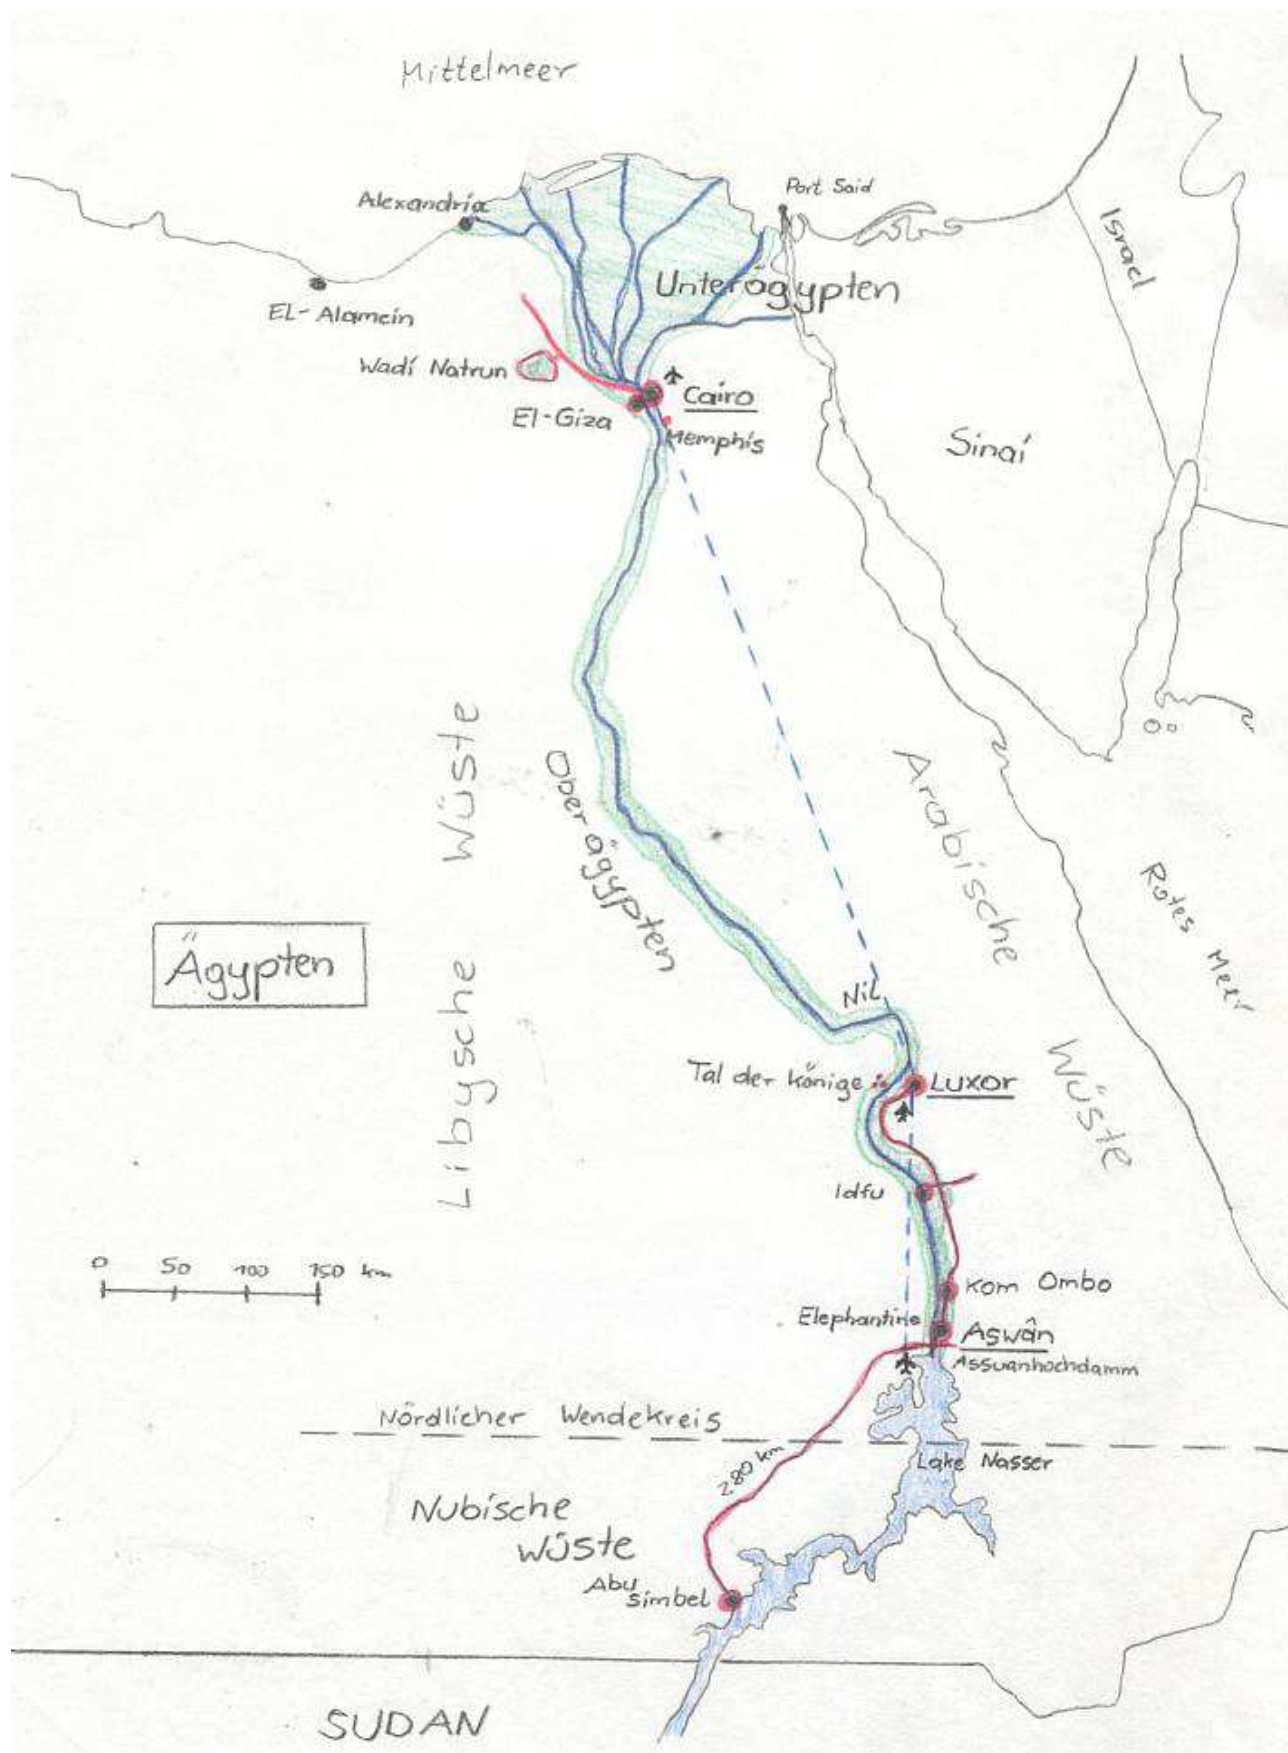 Mittelmeer
Port Said
Alexandria
Israel
Unterägypten
EL-Alamein
Wadi Natrun
Cairo
El-Giza
Memphis
Sinai
Libysche Wüste
Oberägypten
Arabische Wüste
Rotes Meer
Ägypten
Nil
Tal der Könige
Luxor
Idfu
0 50 100 150 km
Kom Ombo
Elephantine
Aswân
Assuanhochdamm
Nördlicher Wendekreis
Lake Nasser
280 km
Nubische
Wüste
Abu
Simbel
SUDAN